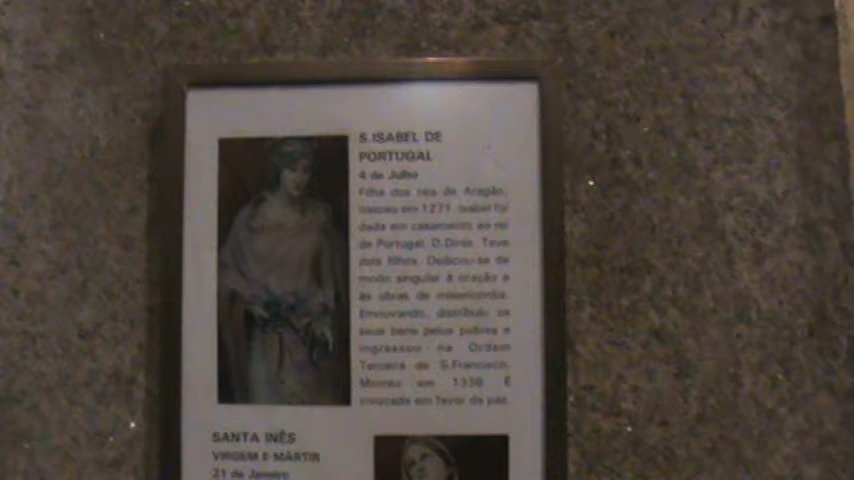 S.ISABEL DE
PORTUGAL
4 de Julho
Filha dos reis de Aragão,
nasceu em 1271. Isabel foi
dada em casamento ao rei
de Portugal, D.Dinis. Teve
dois filhos. Dedicou-se de
modo singular à oração e
às obras de misericórdia.
Enviuvando, distribuiu os
seus bens pelos pobres e
ingressou na Ordem
Terceira de S.Francisco.
Morreu em É
invocada em favor da paz.
SANTA INÊS
VIRGEM E MÁRTIR
21 de Janeiro